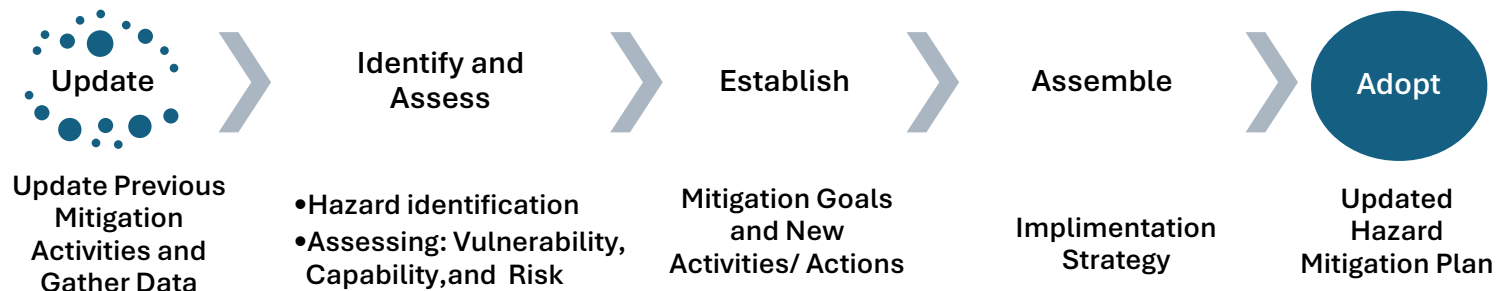 Update
Identify and
Assess
Establish
Assemble
Adopt
Update Previous
Mitigation
Activities and
Gather Data
•Hazard identification
•Assessing: Vulnerability,
Capability,and Risk
Mitigation Goals
and New
Activities/ Actions
Implimentation
Strategy
Updated
Hazard
Mitigation Plan